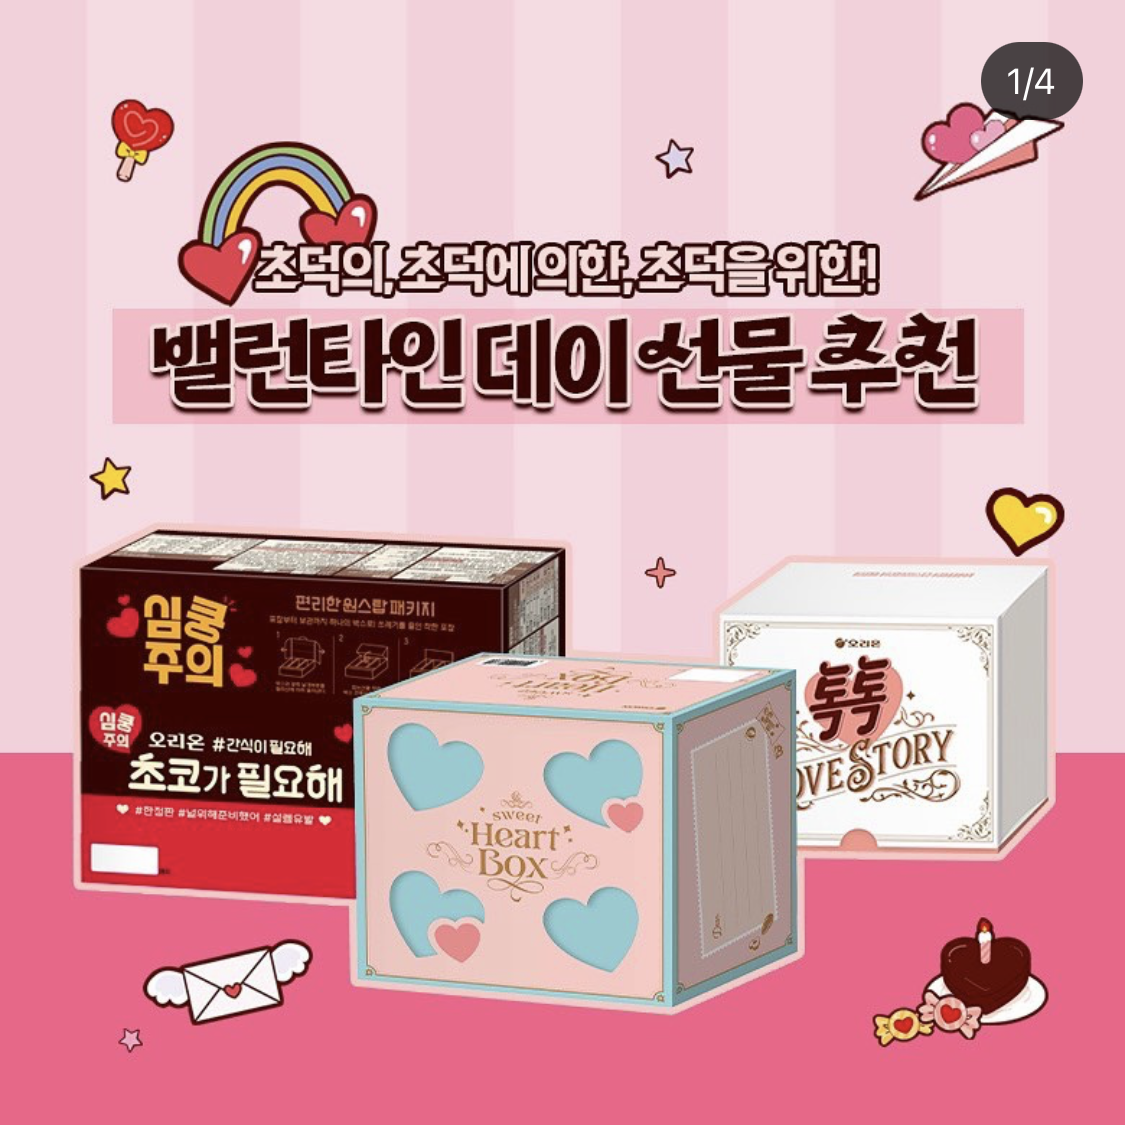 1/4
초덕의, 초덕에 의한, 초덕을 위한!
밸런타인 데이 선물 추천
심쿵
주의
편리한 원스탑 패키지
1
2
3
심쿵
주의
오리온 #간식이필요해
초코가 필요해
#한정판 #널위해준비했어 #설렘유발
sweet
Heart
Box
오리온
톡톡
LOVE STORY